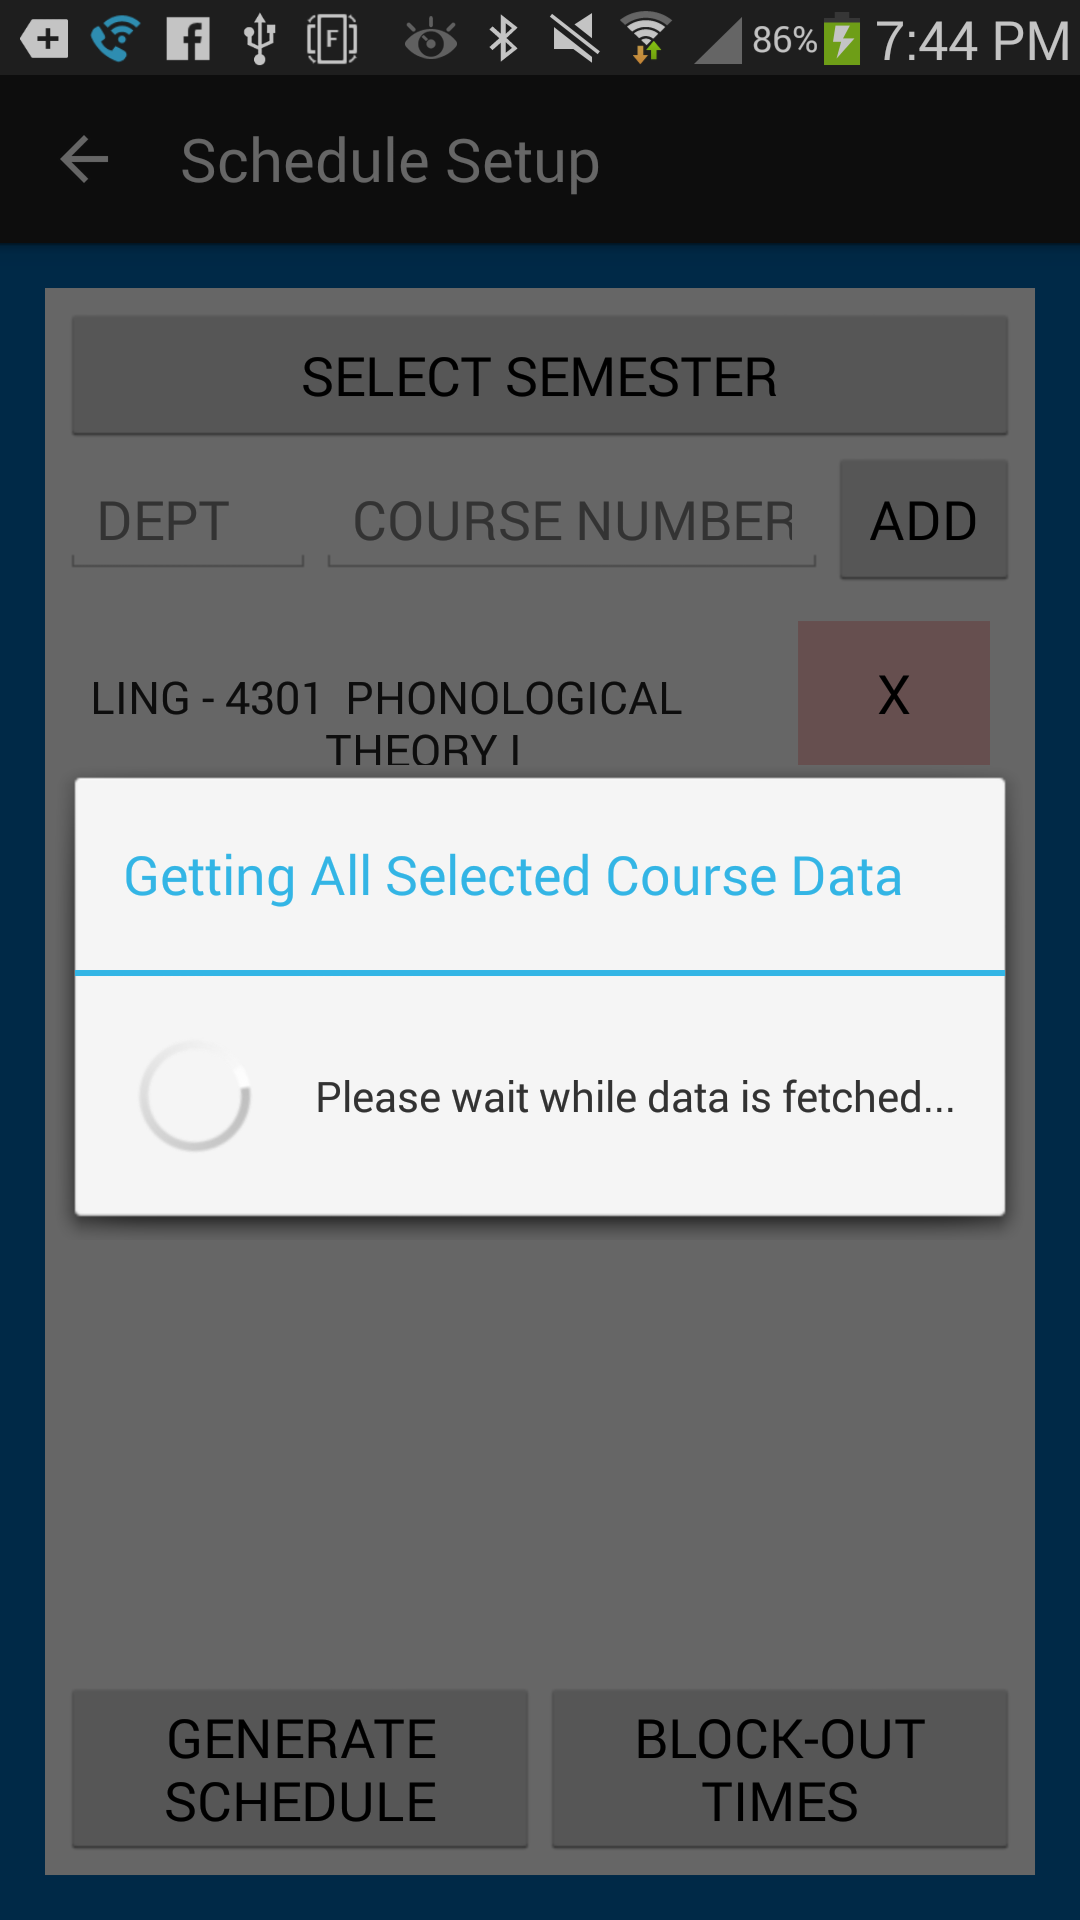 F 86% 7:44 PM
Schedule Setup
SELECT SEMESTER
DEPT COURSE NUMBER ADD
LING - 4301 PHONOLOGICAL X
THEORY I
Getting All Selected Course Data
Please wait while data is fetched...
GENERATE BLOCK-OUT
SCHEDULE TIMES